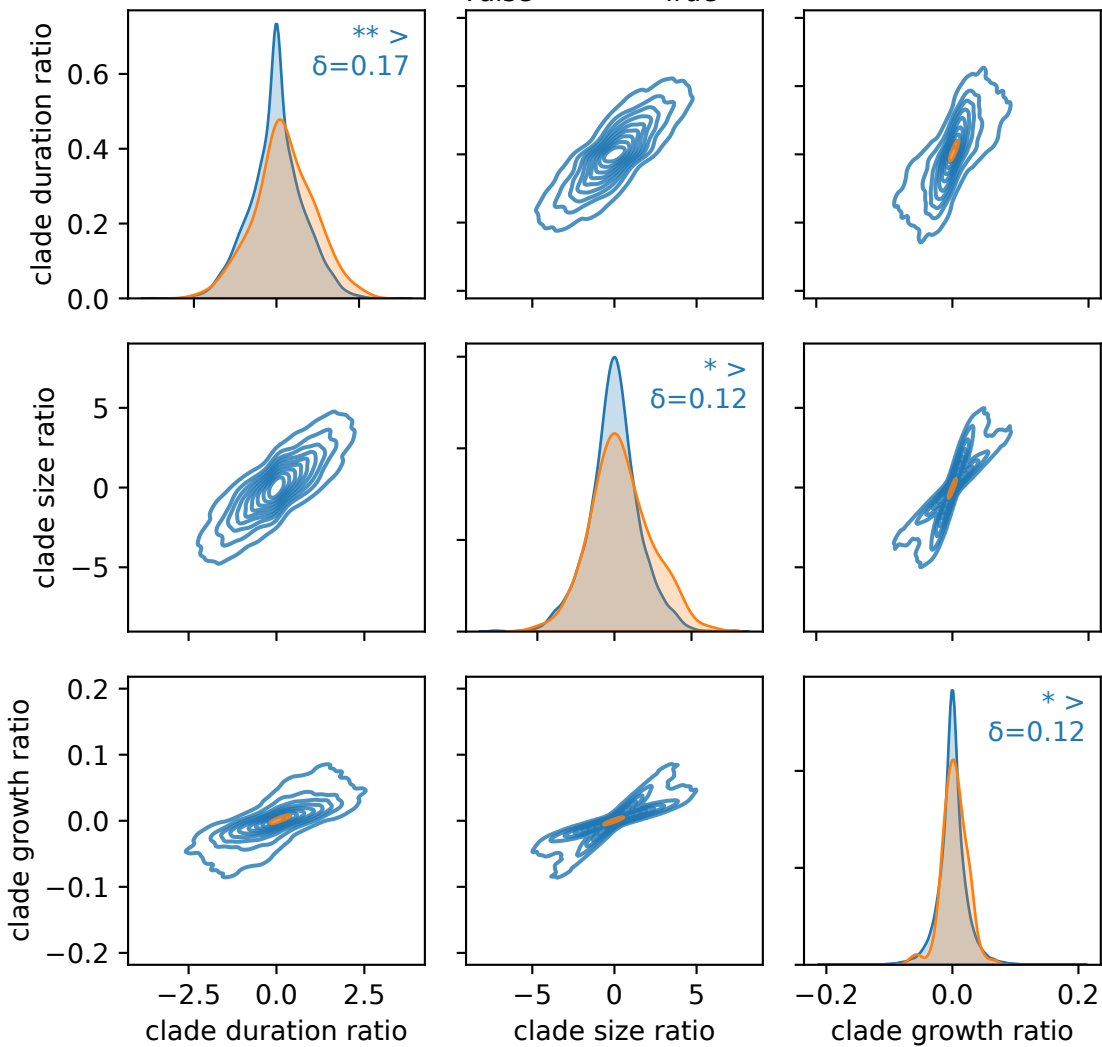 ** >
δ=0.17
clade duration ratio
0.6
0.4
0.2
0.0
* >
δ=0.12
clade size ratio
5
0
−5
* >
δ=0.12
clade growth ratio
0.2
0.1
0.0
−0.1
−0.2
−2.5 0.0 2.5
−5 0 5
−0.2 0.0 0.2
clade duration ratio
clade size ratio
clade growth ratio